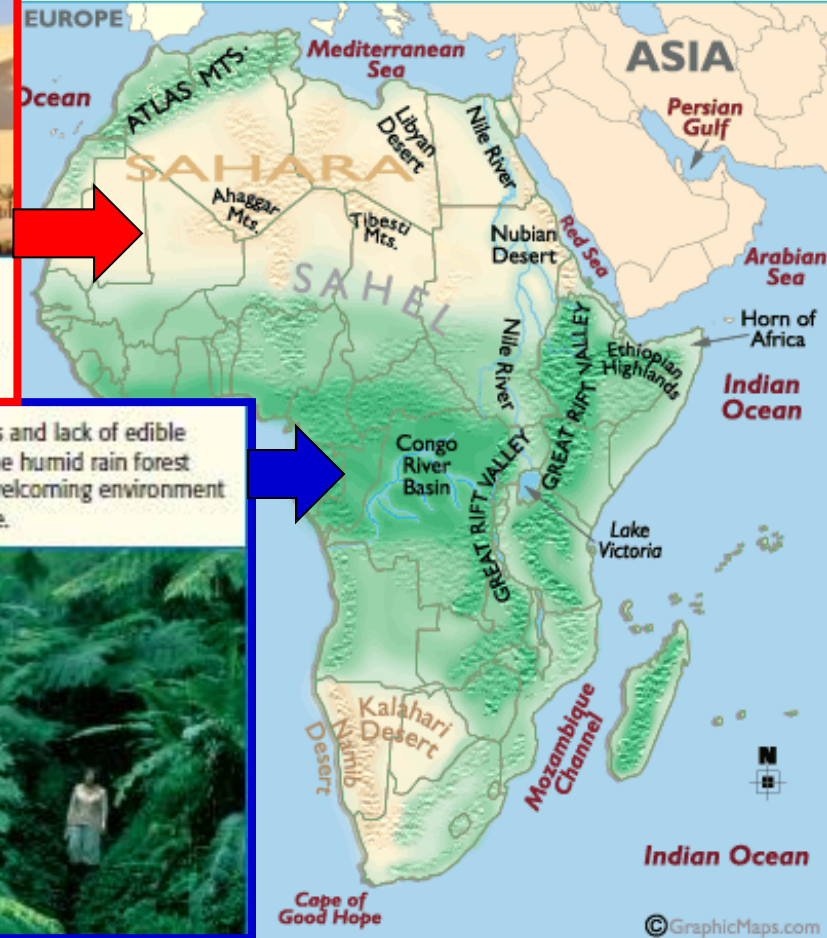 EUROPE
Mediterranean
Sea
ASIA
Ocean
ATLAS MTS.
Persian
Gulf
Libyan
Desert
Nile River
SAHARA
Ahaggar
Mts.
Tibesti
Mts.
Nubian
Desert
Red Sea
Arabian
Sea
SAHEL
Horn of
Africa
Nile River
GREAT RIFT VALLEY
Ethiopian
Highlands
Indian
Ocean
and lack of edible
humid rain forest
welcoming environment
Congo
River
Basin
GREAT RIFT VALLEY
Lake
Victoria
Kalahari
Desert
Namib
Desert
Mozambique
Channel
N
Indian Ocean
Cape of
Good Hope
©GraphicMaps.com